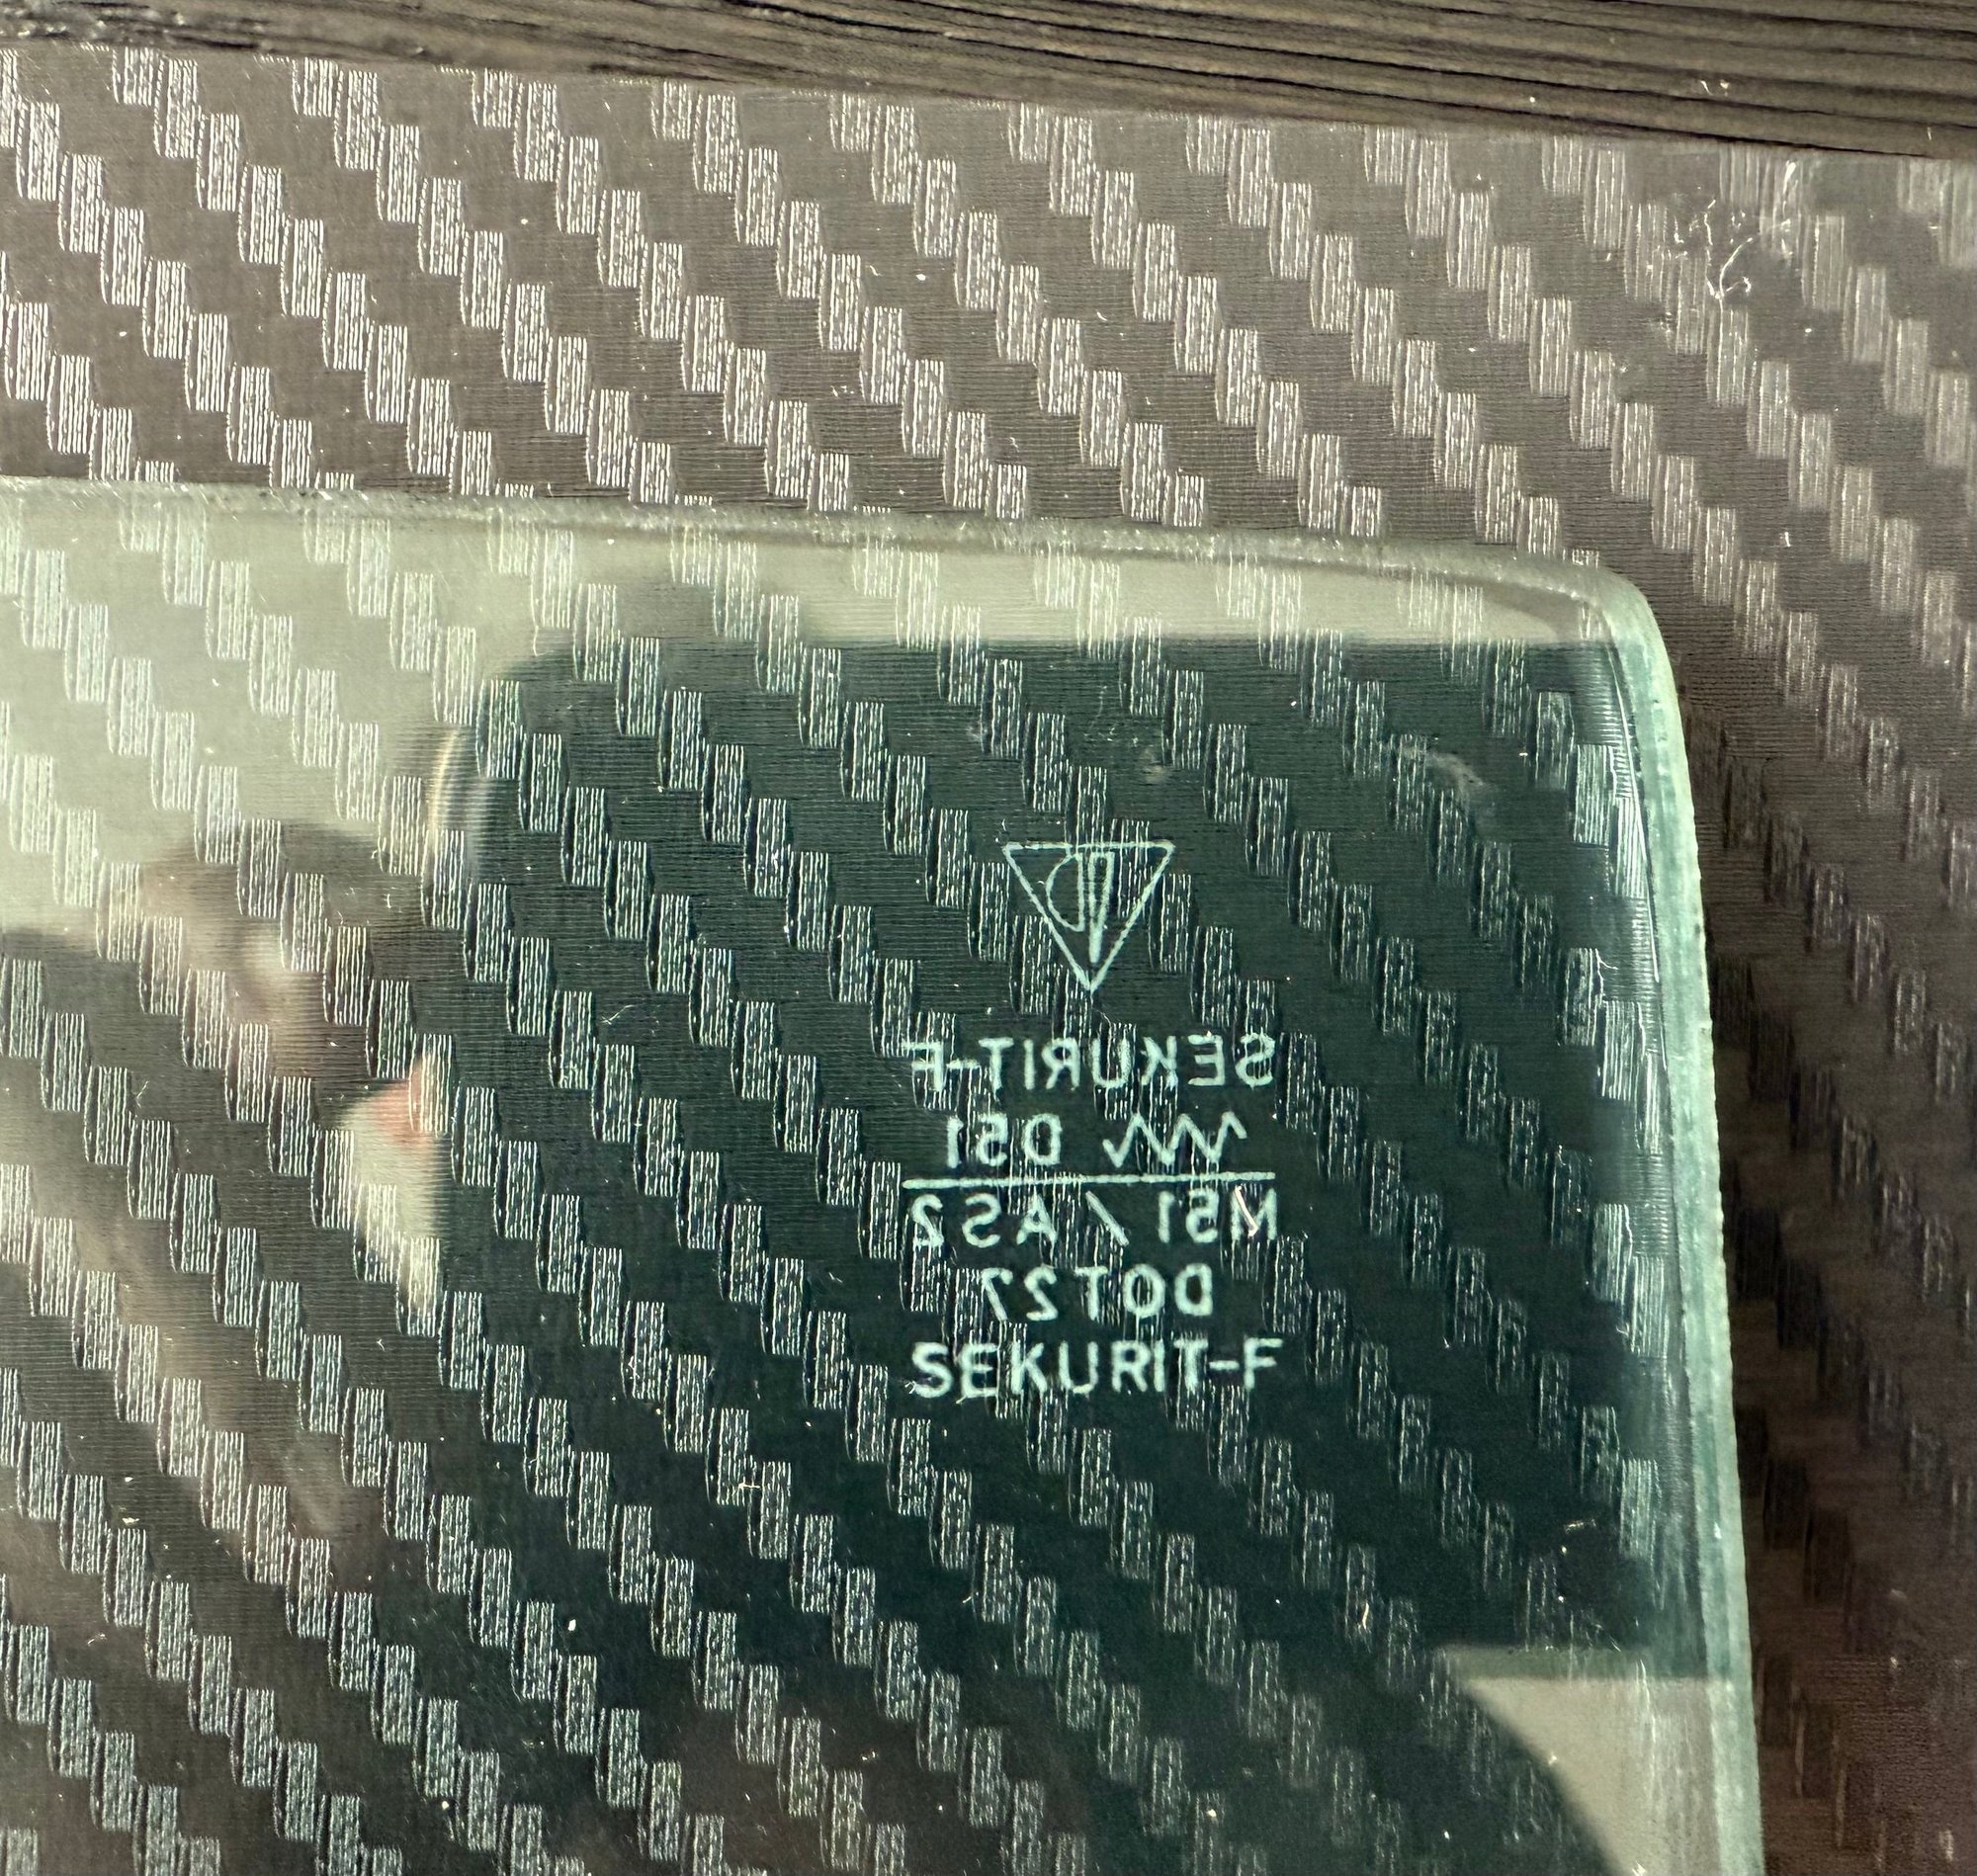 SEKURIT-F
D51
M51 / AS2
DOT27
SEKURIT-F